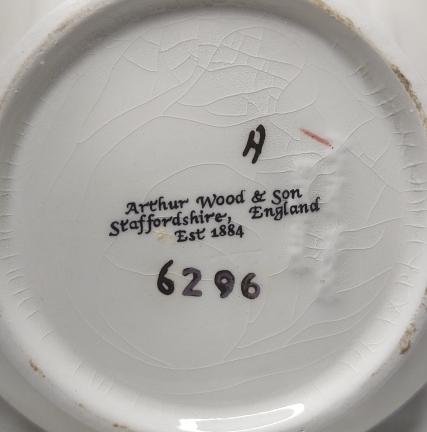 H
Arthur Wood & Son
Staffordshire, England
Est 1884
6296